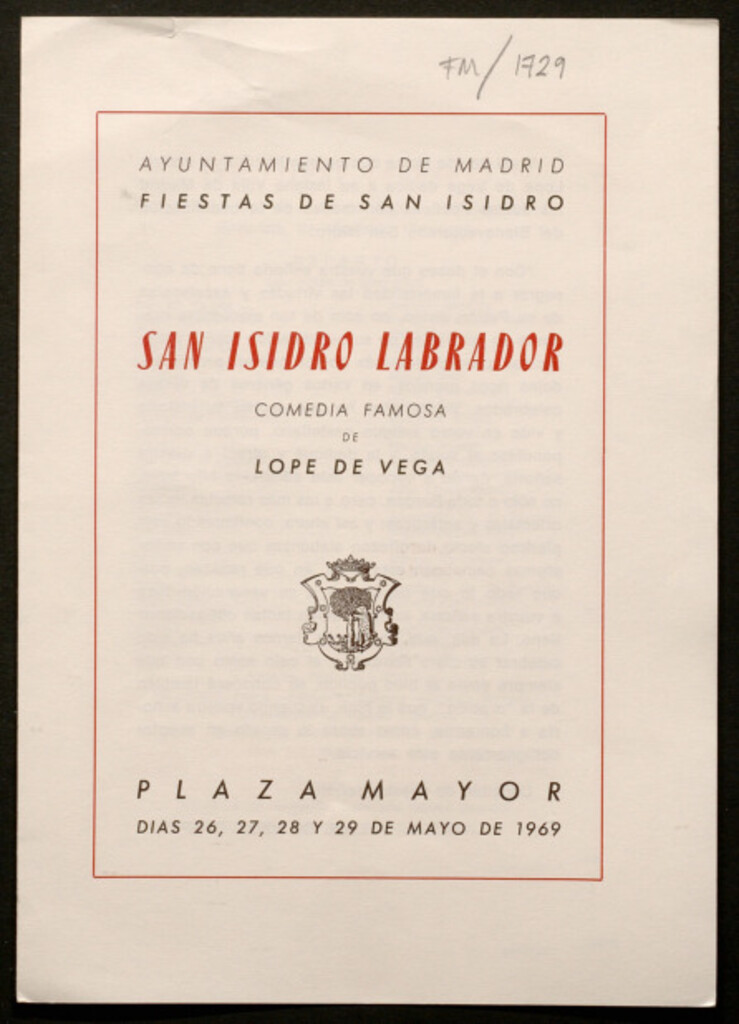 FM/1729
AYUNTAMIENTO DE MADRID
FIESTAS DE SAN ISIDRO
SAN ISIDRO LABRADOR
COMEDIA FAMOSA
DE
LOPE DE VEGA
PLAZA MAYOR
DIAS 26, 27, 28 Y 29 DE MAYO DE 1969